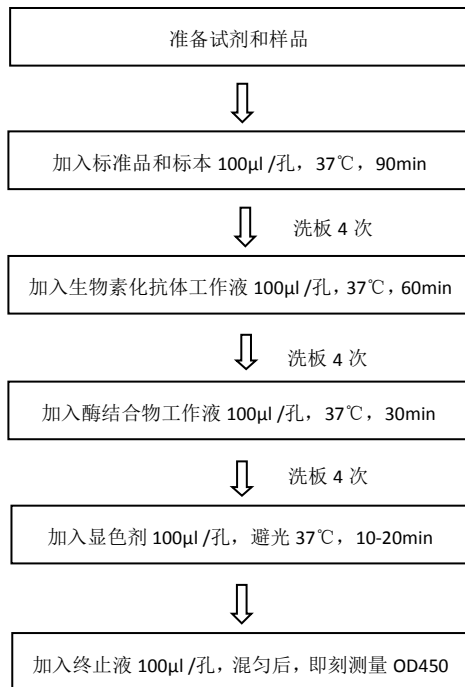 准备试剂和样品
加入标准品和标本 100μl /孔，37℃，90min
洗板 4 次
加入生物素化抗体工作液 100μl /孔，37℃，60min
洗板 4 次
加入酶结合物工作液 100μl /孔，37℃，30min
洗板 4 次
加入显色剂 100μl /孔，避光 37℃，10-20min
加入终止液 100μl /孔，混匀后，即刻测量 OD450